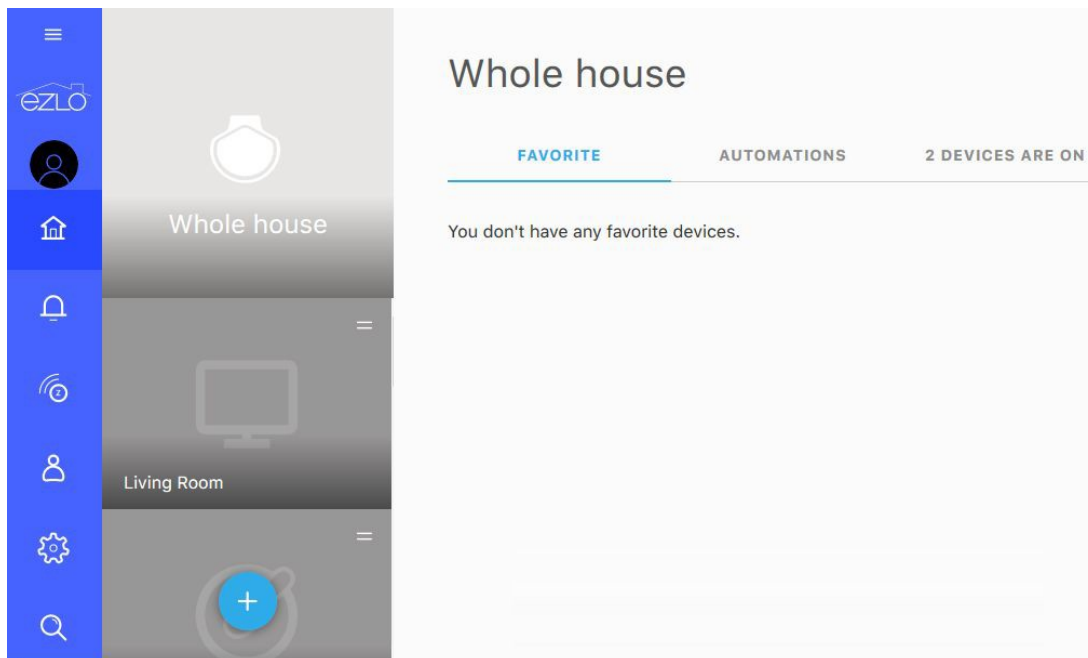 ezlo
Whole house
Living Room
Whole house
FAVORITE
AUTOMATIONS
2 DEVICES ARE ON
You don't have any favorite devices.